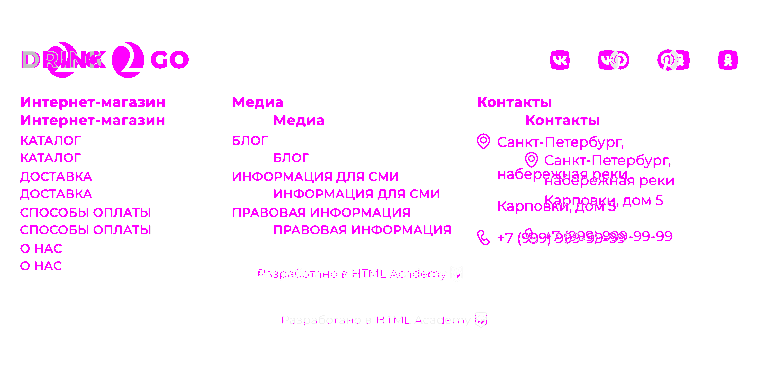 DRINK 2 GO
Интернет-магазин
Интернет-магазин
КАТАЛОГ
КАТАЛОГ
ДОСТАВКА
ДОСТАВКА
СПОСОБЫ ОПЛАТЫ
СПОСОБЫ ОПЛАТЫ
О НАС
О НАС
Медиа
Медиа
БЛОГ
БЛОГ
ИНФОРМАЦИЯ ДЛЯ СМИ
ИНФОРМАЦИЯ ДЛЯ СМИ
ПРАВОВАЯ ИНФОРМАЦИЯ
ПРАВОВАЯ ИНФОРМАЦИЯ
Контакты
Контакты
Санкт-Петербург,
Санкт-Петербург,
набережная реки
набережная реки
Карповки, дом 5
Карповки, дом 5
+7 (999) 999-99-99
+7 (999) 999-99-99
Разработано в HTML Academy